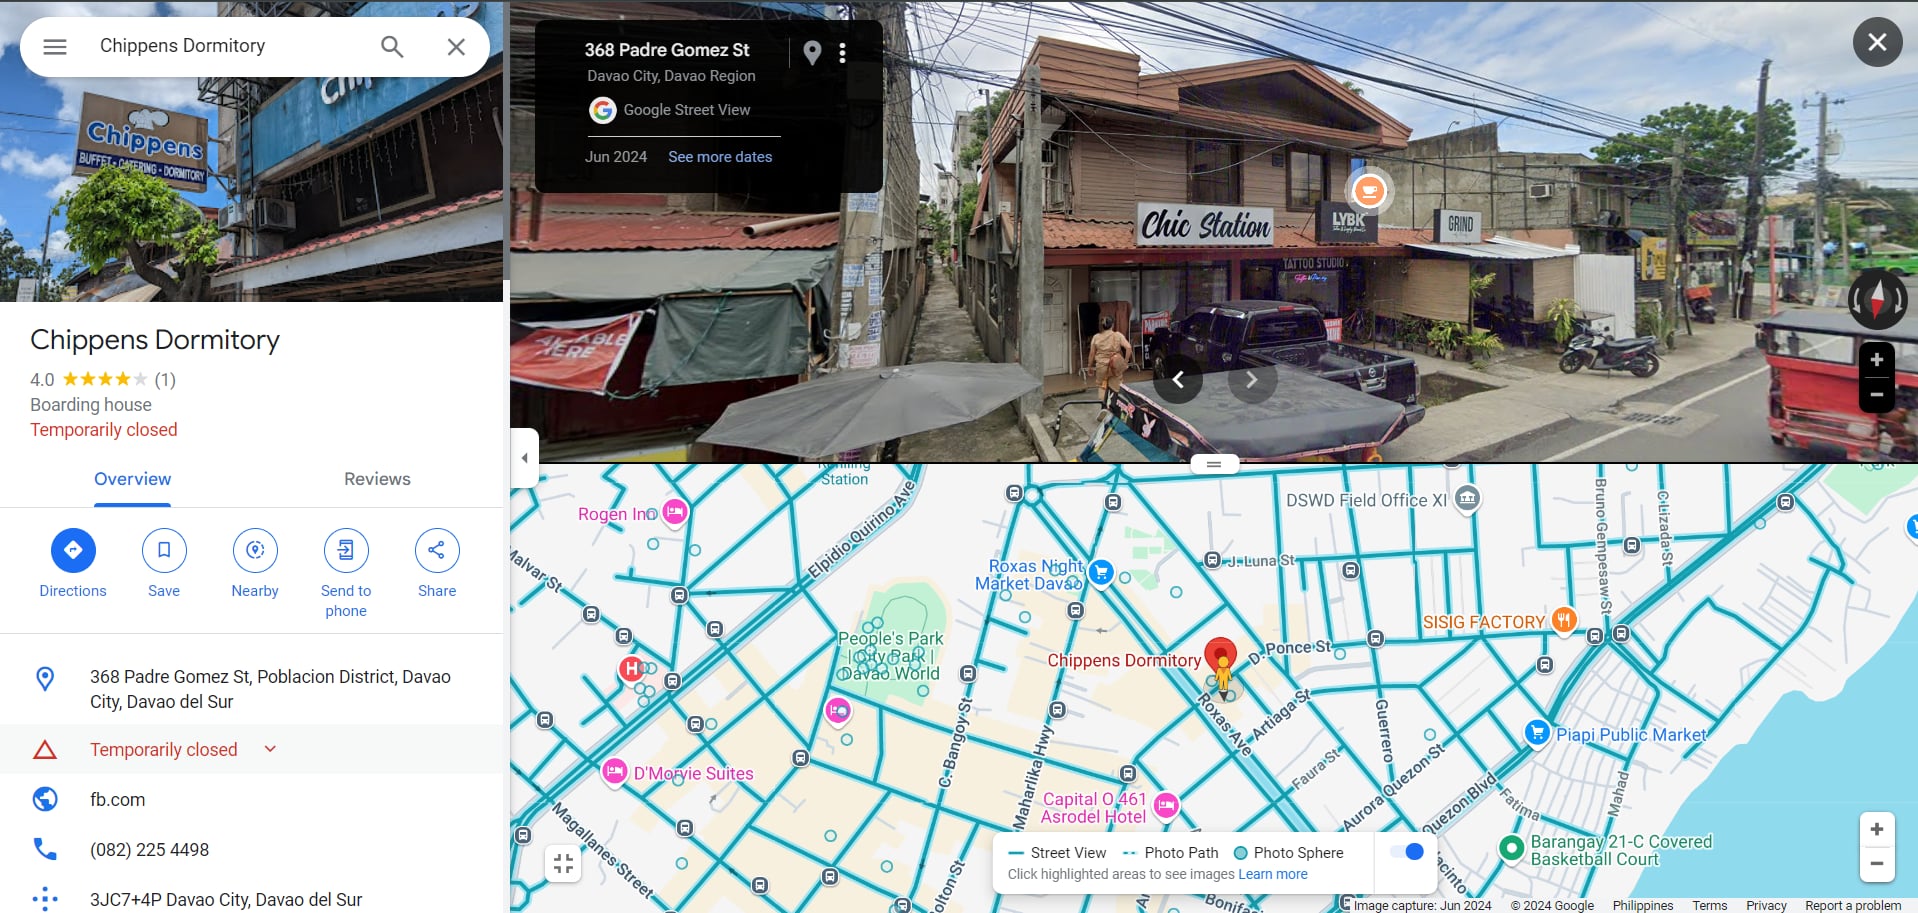 Chippens Dormitory
Chippens
BUFFET - CATERING - DORMITORY
Chippens Dormitory
4.0
(1)
Boarding house
Temporarily closed
Overview
Reviews
Directions
Save
Nearby
Send to
phone
Share
368 Padre Gomez St, Poblacion District, Davao
City, Davao del Sur
Temporarily closed
fb.com
(082) 225 4498
3JC7+4P Davao City, Davao del Sur
368 Padre Gomez St
Davao City, Davao Region
Google Street View
Jun 2024
See more dates
Chic Station
LYBK
GRIND
TATTOO STUDIO
HERE
Station
Rogen Inn
Elpidio Quirino Ave
Malvar St
Roxas Night
Market Davao
DSWD Field Office XI
J. Luna St
Bruno Gempesaw St
C. Lizada St
SISIG FACTORY
People's Park
| City Park |
Davao World
Chippens Dormitory
D. Ponce St
H
Roxas Ave
Artiaga St
Guerrero
C. Bangoy St
Maharlika Hwy
Piapi Public Market
D'Morvie Suites
Faura St
Aurora Quezon St
Quezon Blvd
Fatima
Mahad
Capital O 461
Asrodel Hotel
Magallanes Street
Barangay 21-C Covered
Basketball Court
Street View
Photo Path
Photo Sphere
Click highlighted areas to see images Learn more
Image capture: Jun 2024
© 2024 Google
Philippines
Terms
Privacy
Report a problem